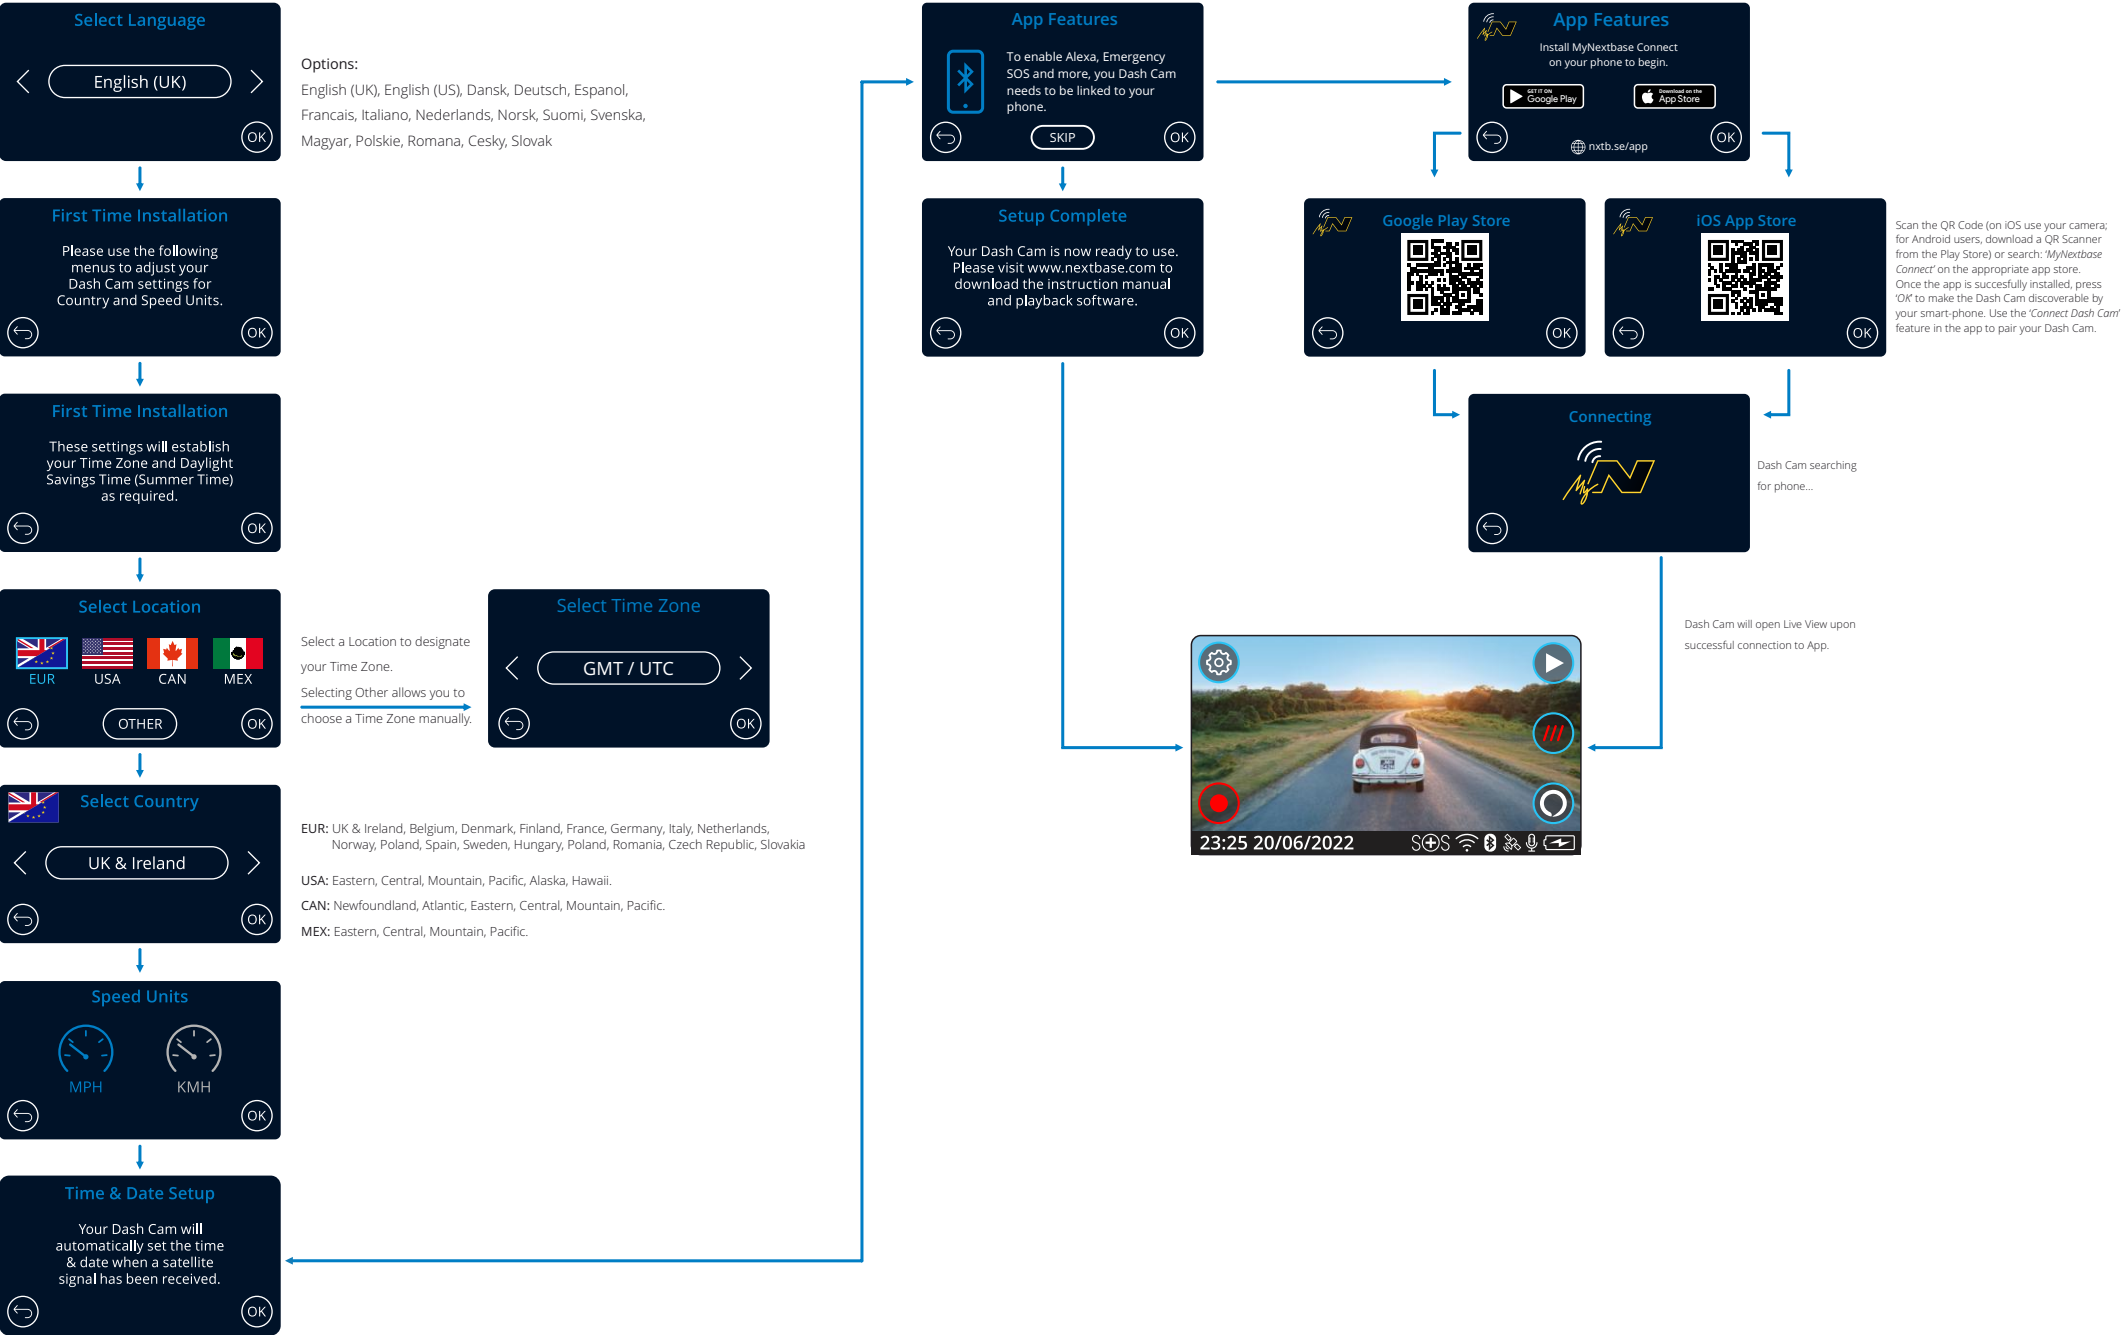 Select Language
English (UK)
OK
Options:
English (UK), English (US), Dansk, Deutsch, Espanol,
Francais, Italiano, Nederlands, Norsk, Suomi, Svenska,
Magyar, Polskie, Romana, Cesky, Slovak
First Time Installation
Please use the following
menus to adjust your
Dash Cam settings for
Country and Speed Units.
OK
First Time Installation
These settings will establish
your Time Zone and Daylight
Savings Time (Summer Time)
as required.
OK
Select Location
EUR USA CAN MEX
OTHER
OK
Select a Location to designate
your Time Zone.
Selecting Other allows you to
choose a Time Zone manually.
Select Time Zone
GMT / UTC
OK
Select Country
UK & Ireland
OK
EUR: UK & Ireland, Belgium, Denmark, Finland, France, Germany, Italy, Netherlands,
Norway, Poland, Spain, Sweden, Hungary, Poland, Romania, Czech Republic, Slovakia
USA: Eastern, Central, Mountain, Pacific, Alaska, Hawaii.
CAN: Newfoundland, Atlantic, Eastern, Central, Mountain, Pacific.
MEX: Eastern, Central, Mountain, Pacific.
Speed Units
MPH KMH
OK
Time & Date Setup
Your Dash Cam will
automatically set the time
& date when a satellite
signal has been received.
OK
App Features
To enable Alexa, Emergency
SOS and more, you Dash Cam
needs to be linked to your
phone.
SKIP
OK
Setup Complete
Your Dash Cam is now ready to use.
Please visit www.nextbase.com to
download the instruction manual
and playback software.
OK
My N
App Features
Install MyNextbase Connect
on your phone to begin.
GET IT ON
Google Play
Download on the
App Store
nxtb.se/app
OK
My N
Google Play Store
OK
My N
iOS App Store
OK
Scan the QR Code (on iOS use your camera;
for Android users, download a QR Scanner
from the Play Store) or search: ‘MyNextbase
Connect’ on the appropriate app store.
Once the app is succesfully installed, press
‘OK’ to make the Dash Cam discoverable by
your smart-phone. Use the ‘Connect Dash Cam’
feature in the app to pair your Dash Cam.
Connecting
My N
Dash Cam searching
for phone...
Dash Cam will open Live View upon
successful connection to App.
23:25 20/06/2022 SOS